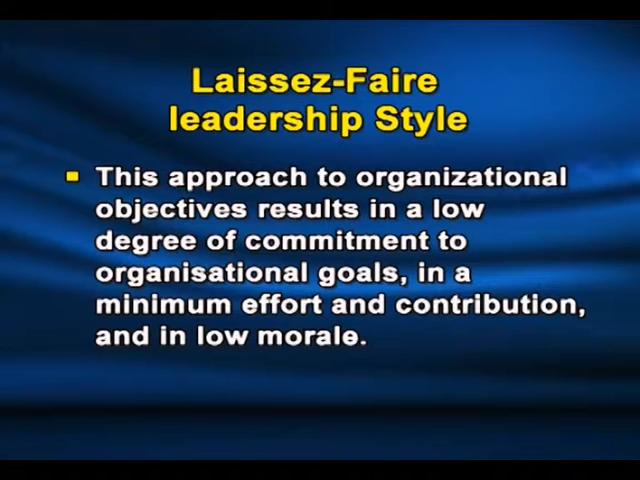 Laissez-Faire
leadership Style
This approach to organizational
objectives results in a low
degree of commitment to
organisational goals, in a
minimum effort and contribution,
and in low morale.